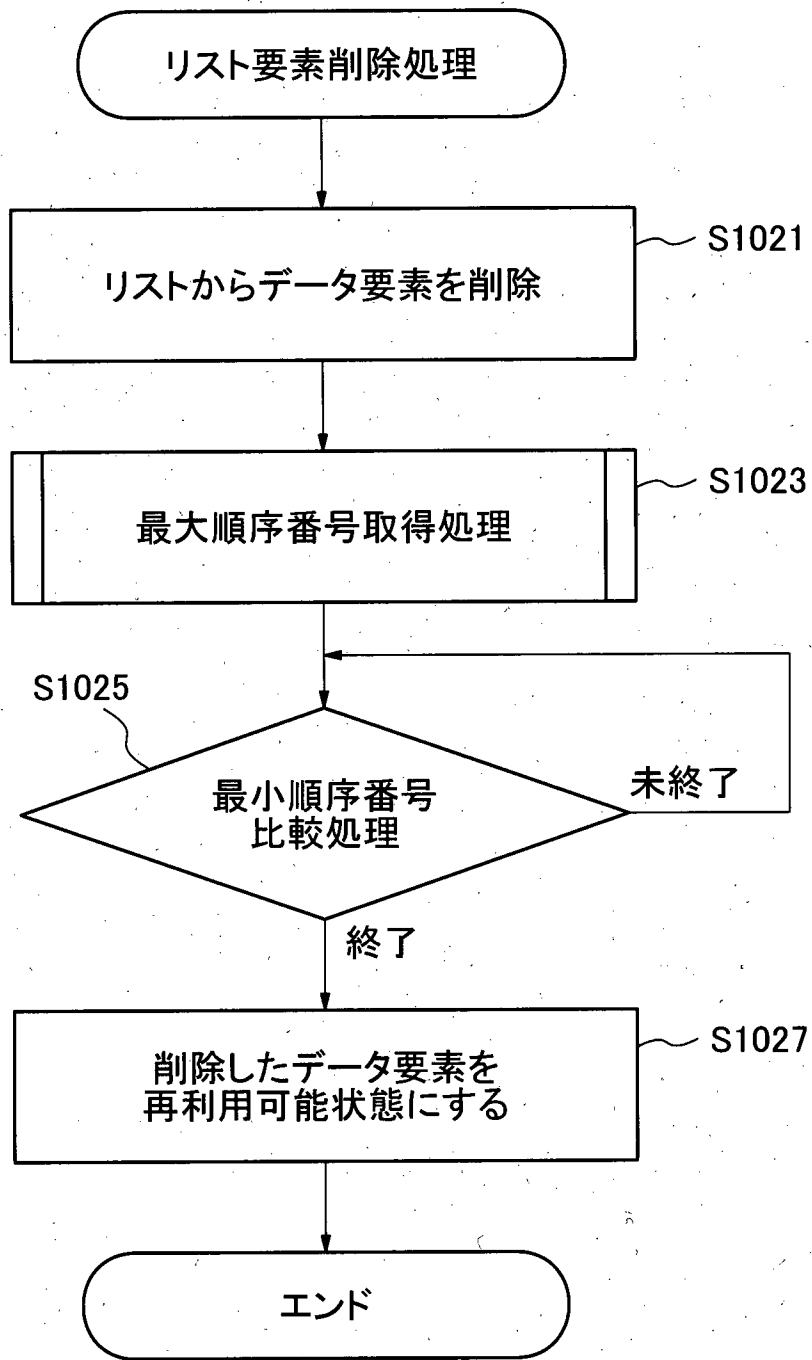 リスト要素削除処理
リストからデータ要素を削除
S1021
最大順序番号取得処理
S1023
S1025
最小順序番号
比較処理
未終了
終了
削除したデータ要素を
再利用可能状態にする
S1027
エンド